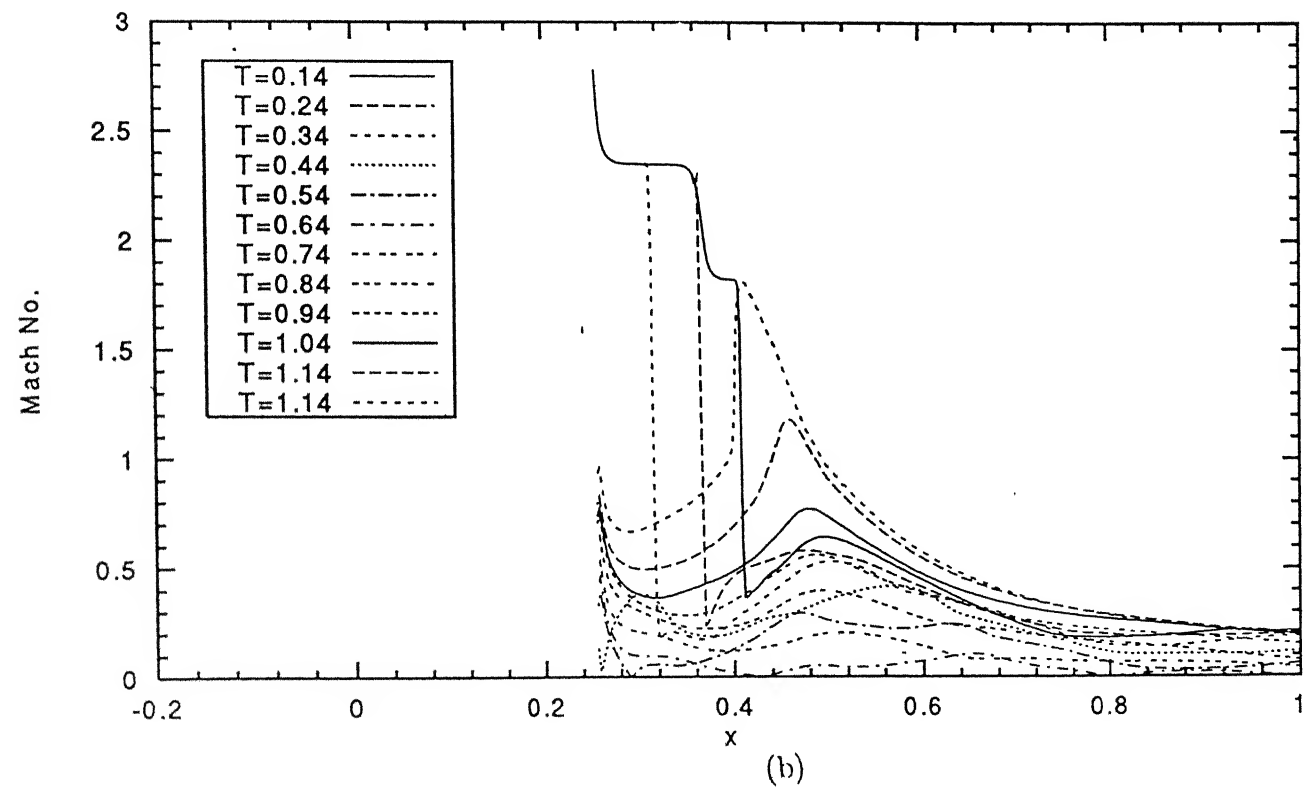 3
2.5
2
1.5
1
0.5
0
Mach No.
T=0.14
T=0.24
T=0.34
T=0.44
T=0.54
T=0.64
T=0.74
T=0.84
T=0.94
T=1.04
T=1.14
T=1.14
-0.2 0 0.2 0.4 0.6 0.8 1
x
(b)